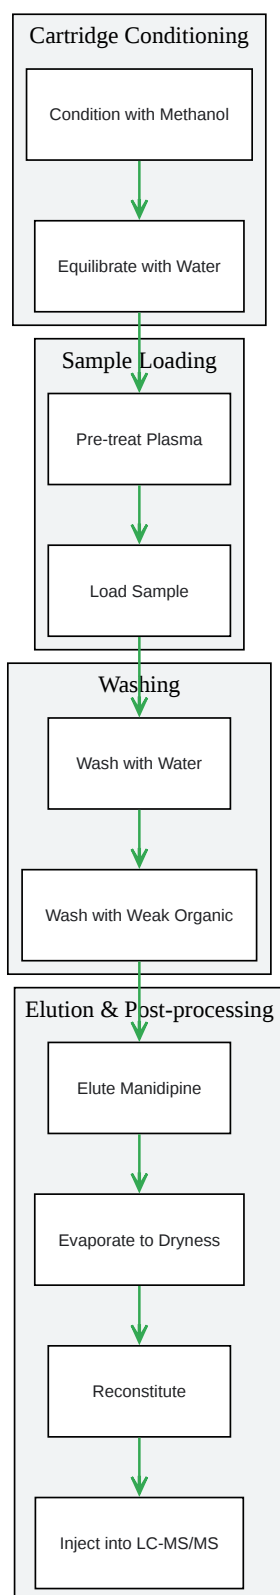 Cartridge Conditioning
Condition with Methanol
Equilibrate with Water
Sample Loading
Pre-treat Plasma
Load Sample
Washing
Wash with Water
Wash with Weak Organic
Elution & Post-processing
Elute Manidipine
Evaporate to Dryness
Reconstitute
Inject into LC-MS/MS